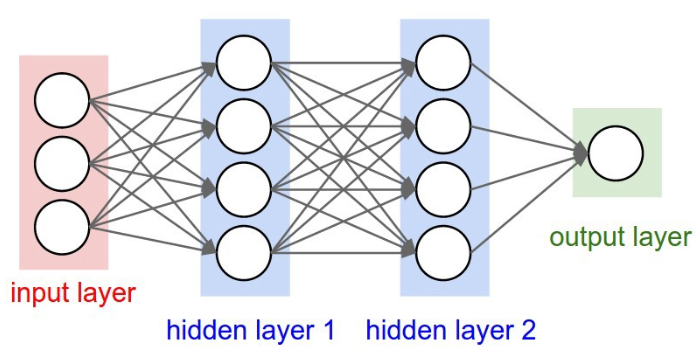 input layer
hidden layer 1
hidden layer 2
output layer